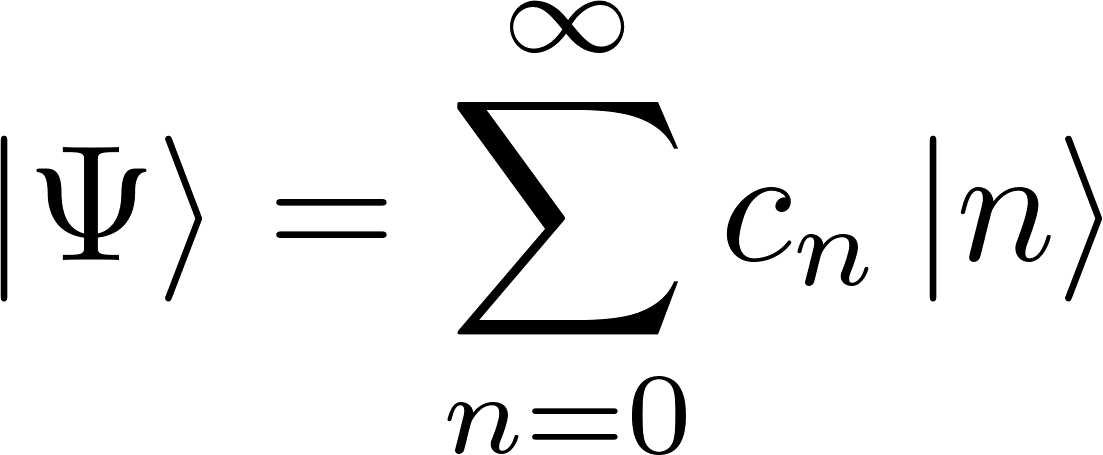 |Ψ⟩ = ∑_{n=0}^{∞} c_n |n⟩